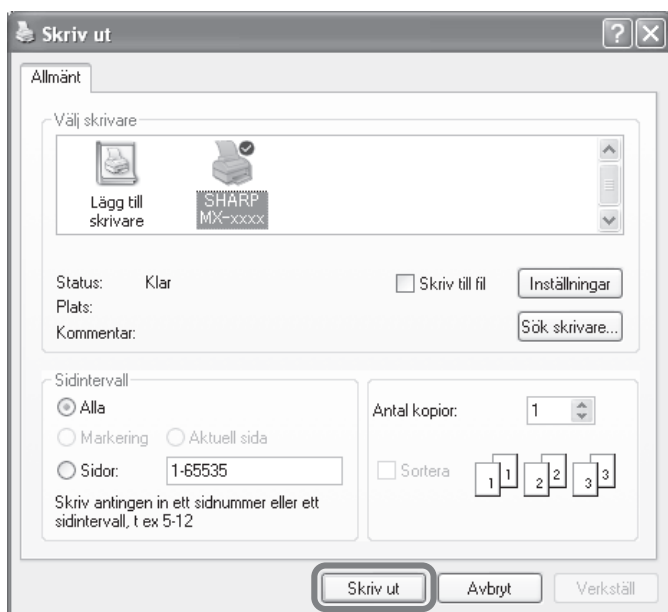 Skriv ut
Allmänt
Välj skrivare
Lägg till
skrivare
SHARP
MX-xxxx
Status: Klar
Plats:
Kommentar:
Skriv till fil
Inställningar
Sök skrivare...
Sidintervall
Alla
Markering Aktuell sida
Sidor: 1-65535
Skriv antingen in ett sidnummer eller ett
sidintervall, t ex 5-12
Antal kopior: 1
Sortera
1 1 2 2 3 3
Skriv ut Avbryt Verkställ